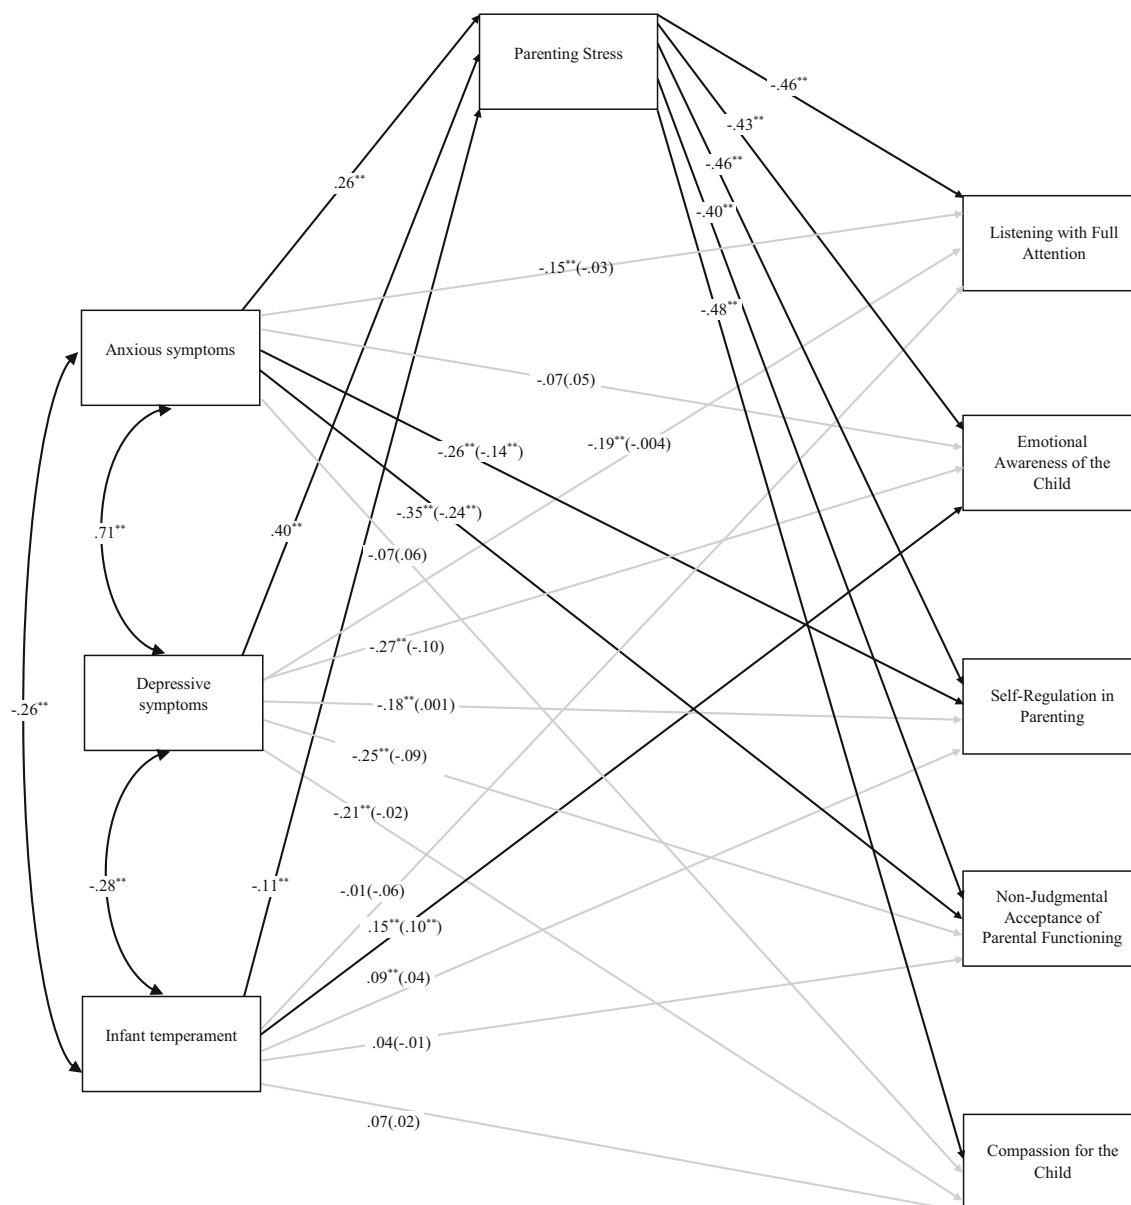 Parenting Stress
-.46**
-.43**
-.46**
.26**
-.40**
Listening with Full
Attention
-.15**(-.03)
-.48**
Anxious symptoms
-.07(.05)
-.19**(-.004)
Emotional
Awareness of the
Child
-.26**(-.14**)
-.35**(-.24**)
.71**
.40**
-.07(.06)
-.27**(-.10)
Depressive
symptoms
Self-Regulation in
Parenting
-.26**
-.18**(.001)
-.25**(-.09)
-.21**(-.02)
-.28**
-.11**
-.01(-.06)
Non-Judgmental
Acceptance of
Parental Functioning
.15**(.10**)
.09**(.04)
Infant temperament
.04(-.01)
.07(.02)
Compassion for the
Child